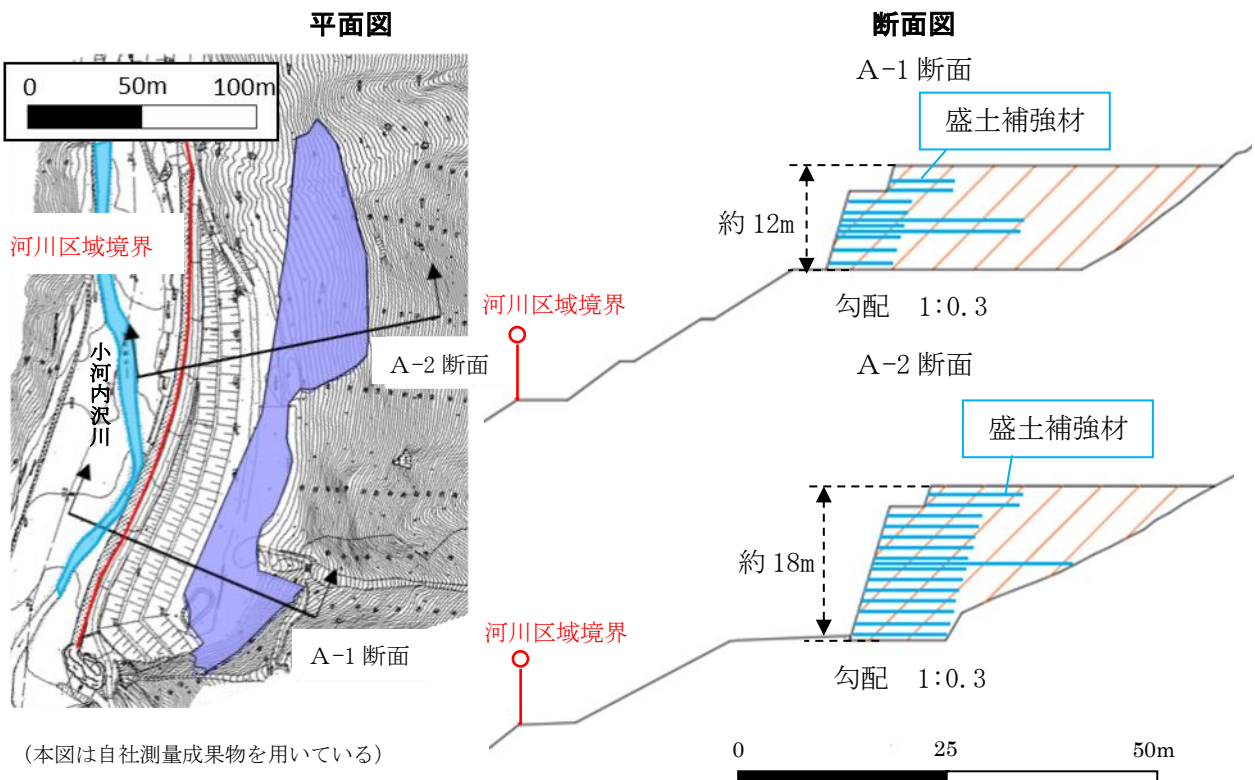 平面図
0 50m 100m
河川区域境界
小河内沢川
A-2 断面
A-1 断面
(本図は自社測量成果物を用いている)
断面図
A-1 断面
盛土補強材
約 12m
河川区域境界
勾配 1:0.3
A-2 断面
盛土補強材
約 18m
河川区域境界
勾配 1:0.3
0 25 50m